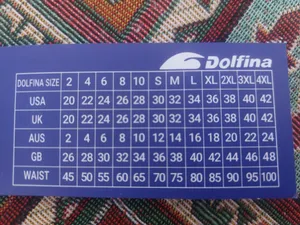 Dolfina
DOLFINA SIZE 2 4 6 8 10 S M L XL 2XL 3XL 4XL
USA 20 22 24 26 28 30 32 34 36 38 40 42
UK 20 22 24 26 28 30 32 34 36 38 40 42
AUS 2 4 6 8 10 12 14 16 18 20 22 24
GB 26 28 30 32 34 36 38 40 42 44 46 48
WAIST 45 50 55 60 65 70 75 80 85 90 95 100